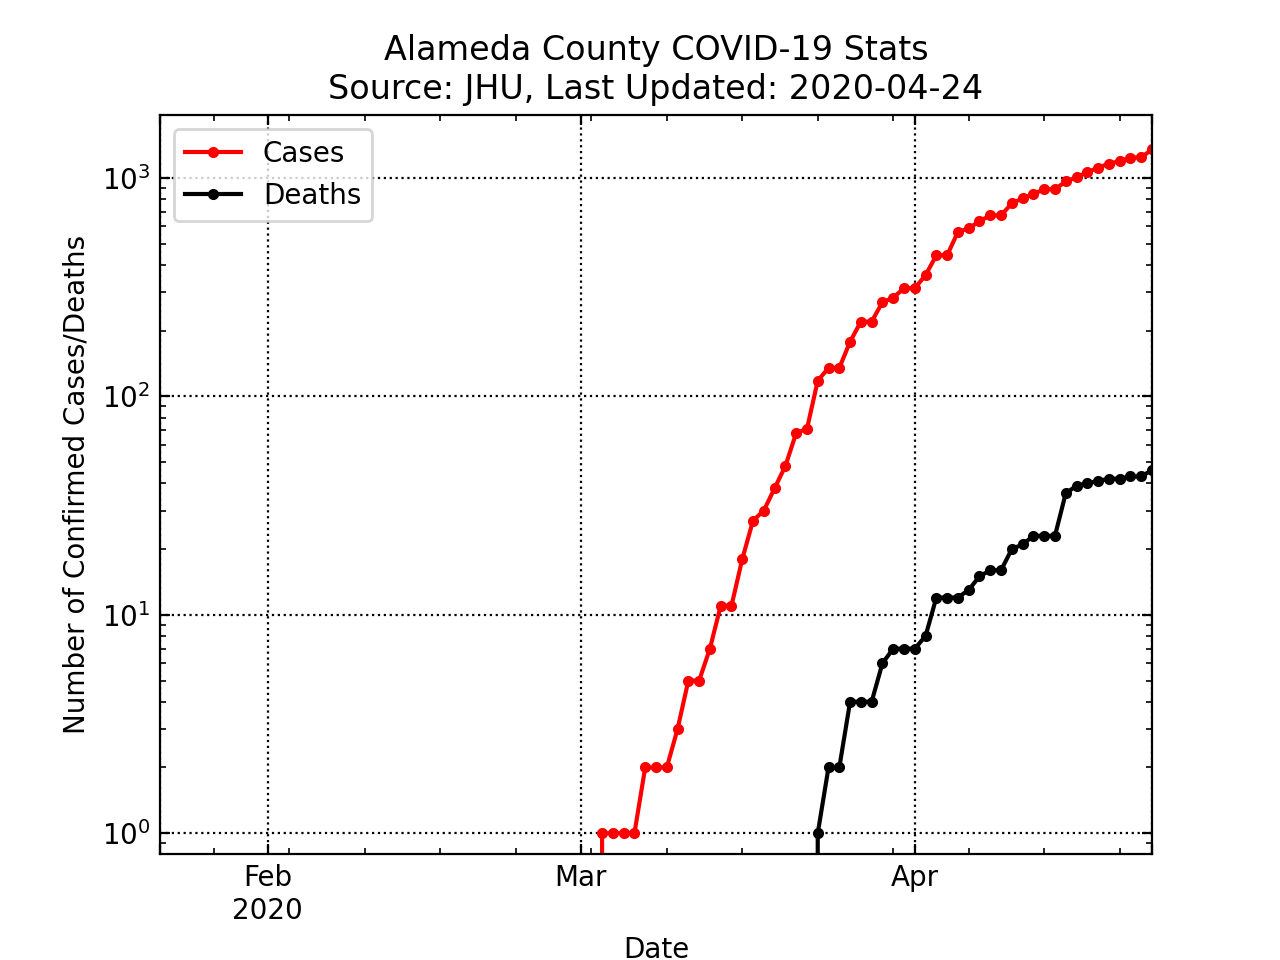 Alameda County COVID-19 Stats
Source: JHU, Last Updated: 2020-04-24
Cases
Deaths
Number of Confirmed Cases/Deaths
10³
10²
10¹
10⁰
Feb Mar Apr
2020
Date